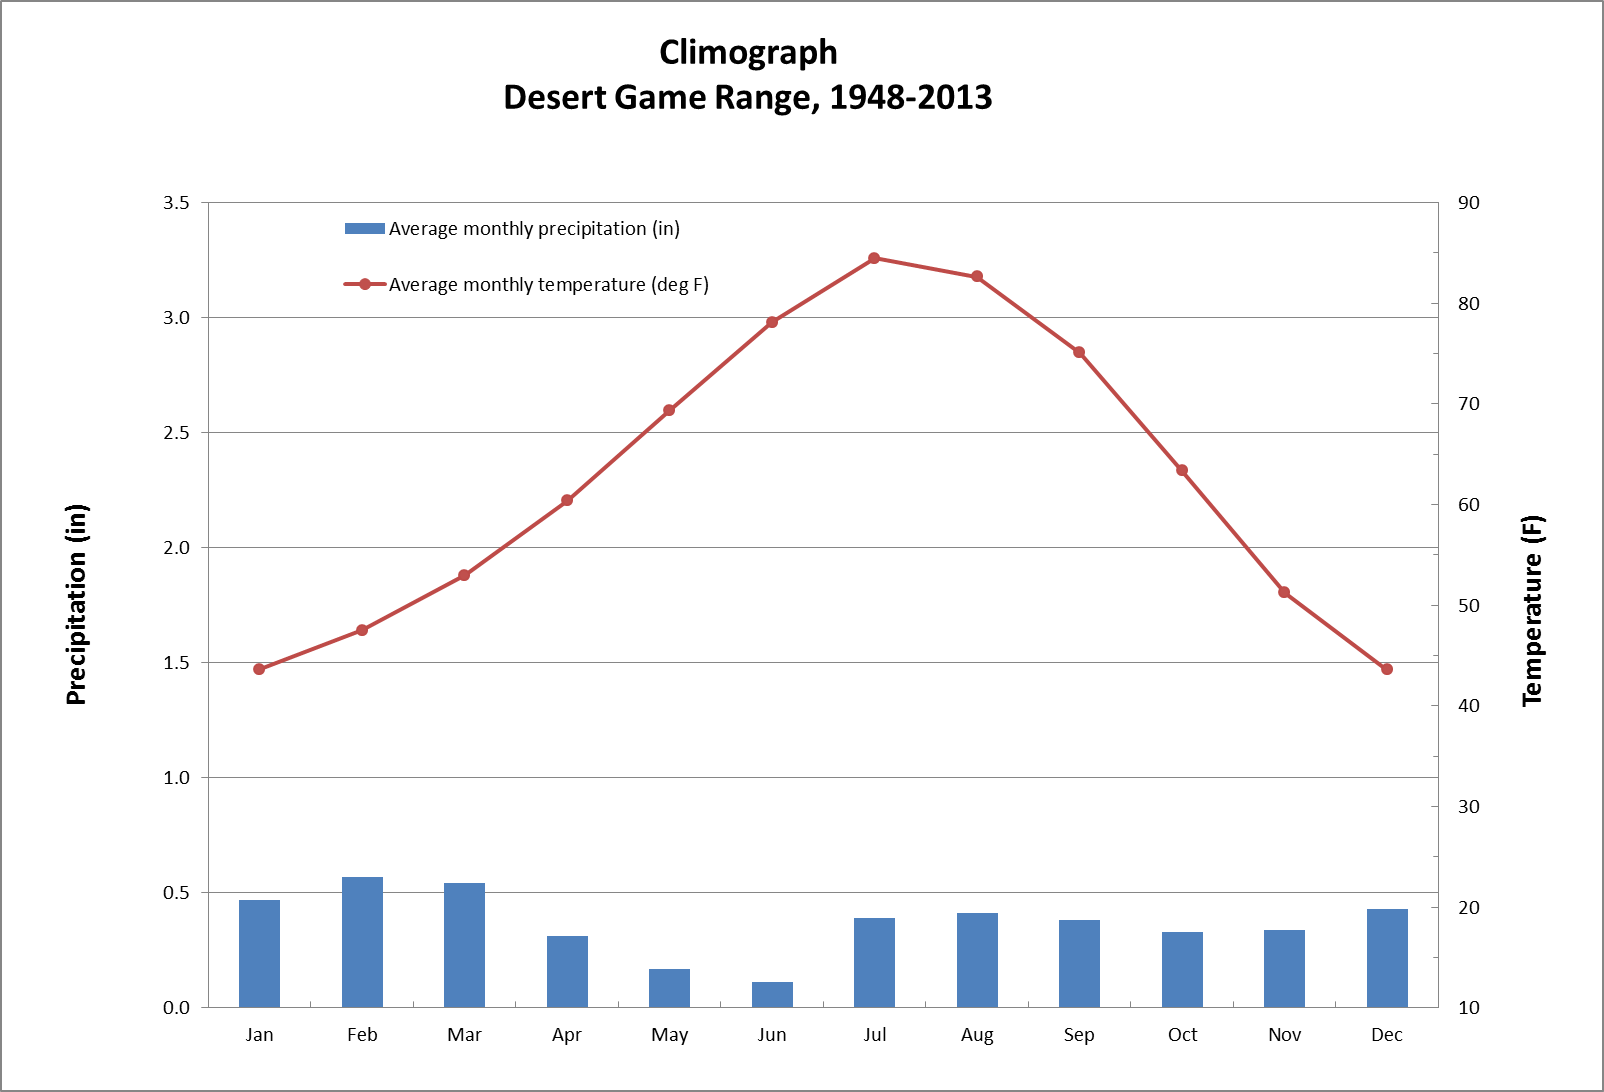 Climograph
Desert Game Range, 1948-2013
Average monthly precipitation (in)
Average monthly temperature (deg F)
3.5
3.0
2.5
2.0
1.5
1.0
0.5
0.0
Precipitation (in)
90
80
70
60
50
40
30
20
10
Temperature (F)
Jan Feb Mar Apr May Jun Jul Aug Sep Oct Nov Dec